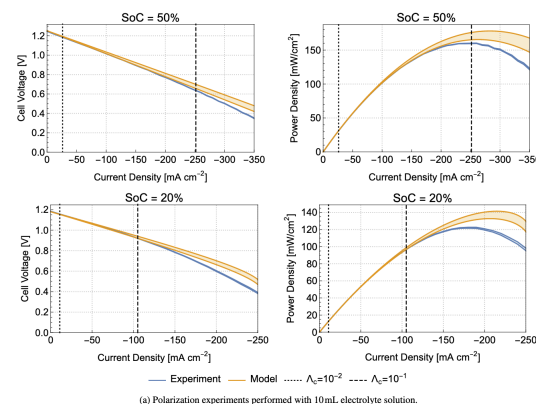 SoC = 50%
SoC = 50%
Cell Voltage [V]
1.2
1.0
0.8
0.6
0.4
0.2
0.0
0 -50 -100 -150 -200 -250 -300 -350
Current Density [mA cm⁻²]
Power Density [mW/cm²]
150
100
50
0
0 -50 -100 -150 -200 -250 -300 -350
Current Density [mA cm⁻²]
SoC = 20%
SoC = 20%
Cell Voltage [V]
1.2
1.0
0.8
0.6
0.4
0.2
0.0
0 -50 -100 -150 -200 -250
Current Density [mA cm⁻²]
Power Density [mW/cm²]
140
120
100
80
60
40
20
0
0 -50 -100 -150 -200 -250
Current Density [mA cm⁻²]
Experiment Model Λc=10⁻² Λc=10⁻¹
(a) Polarization experiments performed with 10 mL electrolyte solution.